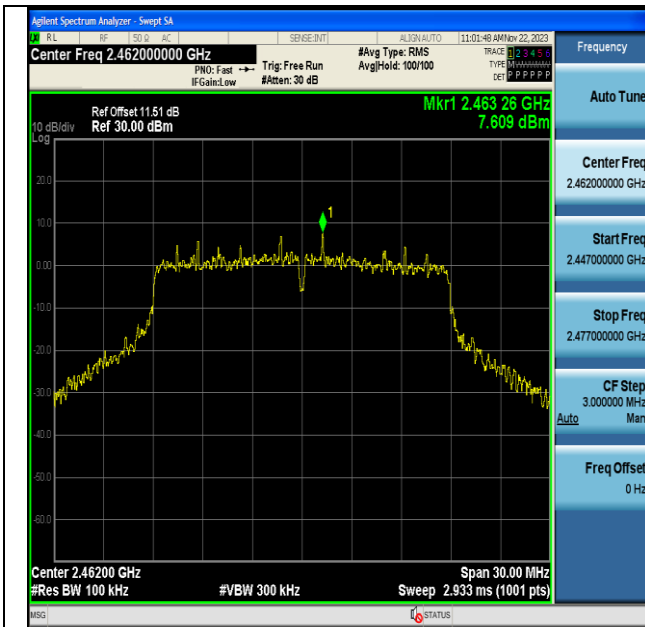 Agilent Spectrum Analyzer - Swept SA
RL RF 50 Ω AC SENSE:INT ALIGN AUTO 11:01:48 AM Nov 22, 2023
Center Freq 2.462000000 GHz
PNO: Fast
IFGain:Low
Trig: Free Run
#Atten: 30 dB
#Avg Type: RMS
Avg|Hold: 100/100
TRACE 1 2 3 4 5 6
TYPE M
DET P P P P P P
Ref Offset 11.51 dB
10 dB/div Ref 30.00 dBm
Log
Mkr1 2.463 26 GHz
7.609 dBm
1
20.0
10.0
0.00
-10.0
-20.0
-30.0
-40.0
-50.0
-60.0
Center 2.46200 GHz Span 30.00 MHz
#Res BW 100 kHz #VBW 300 kHz Sweep 2.933 ms (1001 pts)
MSG STATUS
Frequency
Auto Tune
Center Freq
2.462000000 GHz
Start Freq
2.447000000 GHz
Stop Freq
2.477000000 GHz
CF Step
3.000000 MHz
Auto Man
Freq Offset
0 Hz